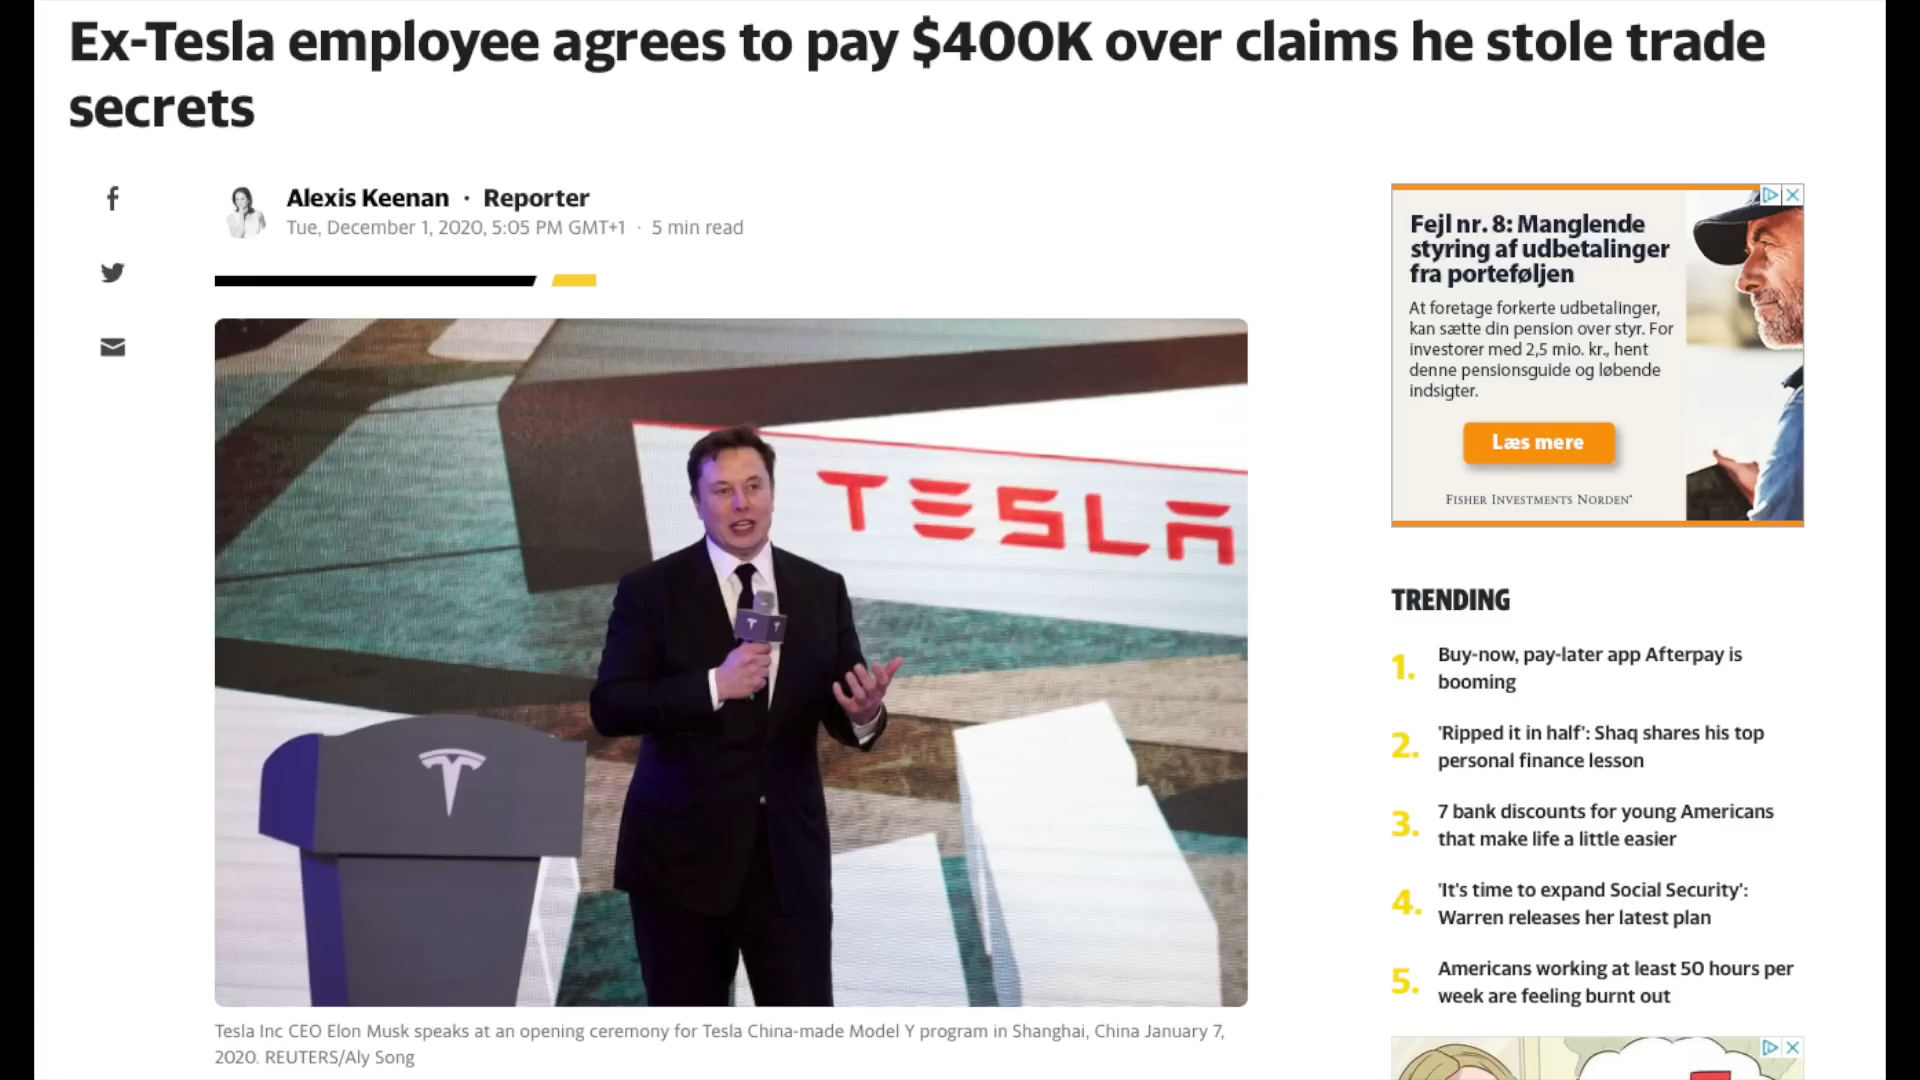 Ex-Tesla employee agrees to pay $400K over claims he stole trade
secrets
Alexis Keenan · Reporter
Tue, December 1, 2020, 5:05 PM GMT+1 · 5 min read
TESLA
Tesla Inc CEO Elon Musk speaks at an opening ceremony for Tesla China-made Model Y program in Shanghai, China January 7,
2020. REUTERS/Aly Song
Fejl nr. 8: Manglende
styring af udbetalinger
fra porteføljen
At foretage forkerte udbetalinger,
kan sætte din pension over styr. For
investorer med 2,5 mio. kr., hent
denne pensionsguide og løbende
indsigter.
Læs mere
FISHER INVESTMENTS NORDEN®
TRENDING
1. Buy-now, pay-later app Afterpay is
booming
2. 'Ripped it in half': Shaq shares his top
personal finance lesson
3. 7 bank discounts for young Americans
that make life a little easier
4. 'It's time to expand Social Security':
Warren releases her latest plan
5. Americans working at least 50 hours per
week are feeling burnt out